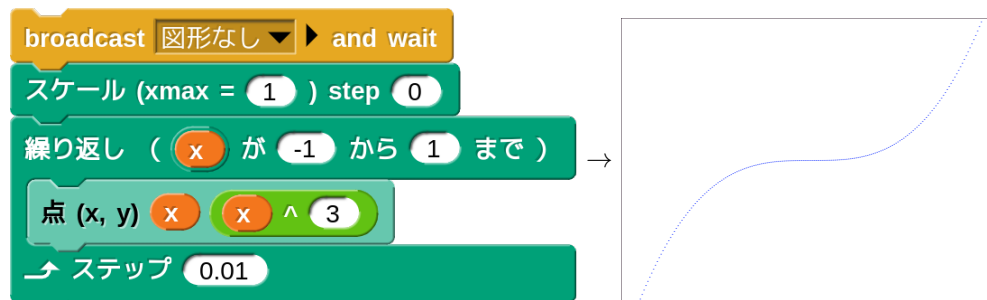 broadcast 図形なし and wait
スケール (xmax = 1 ) step 0
繰り返し ( x が -1 から 1 まで )
点 (x, y) x x ^ 3
ステップ 0.01